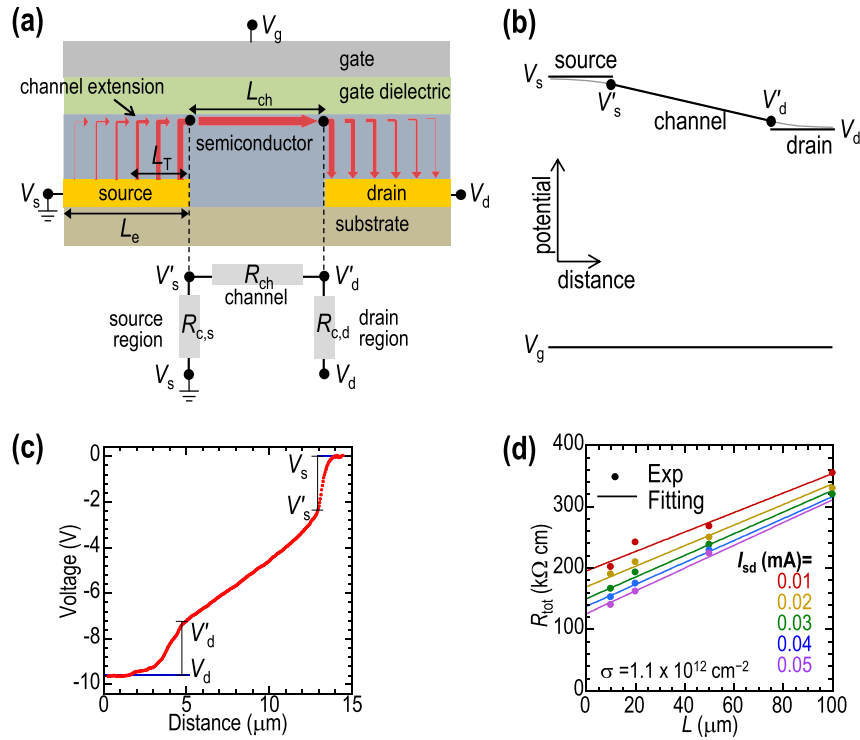 (a)
V_g
gate
gate dielectric
channel extension
L_ch
semiconductor
L_T
V_s
source
drain
V_d
L_e
substrate
V'_s
R_ch
V'_d
channel
source
region
R_c,s
R_c,d
drain
region
V_s
V_d
(b)
V_s
source
V'_s
channel
V'_d
drain
V_d
potential
distance
V_g
(c)
Voltage (V)
0
-2
-4
-6
-8
-10
V_s
V'_s
V'_d
V_d
0
5
10
15
Distance (μm)
(d)
R_tot (kΩ cm)
400
300
200
100
0
Exp
Fitting
I_sd (mA)=
0.01
0.02
0.03
0.04
0.05
σ =1.1 x 10^12 cm^−2
0 20 40 60 80 100
L (μm)